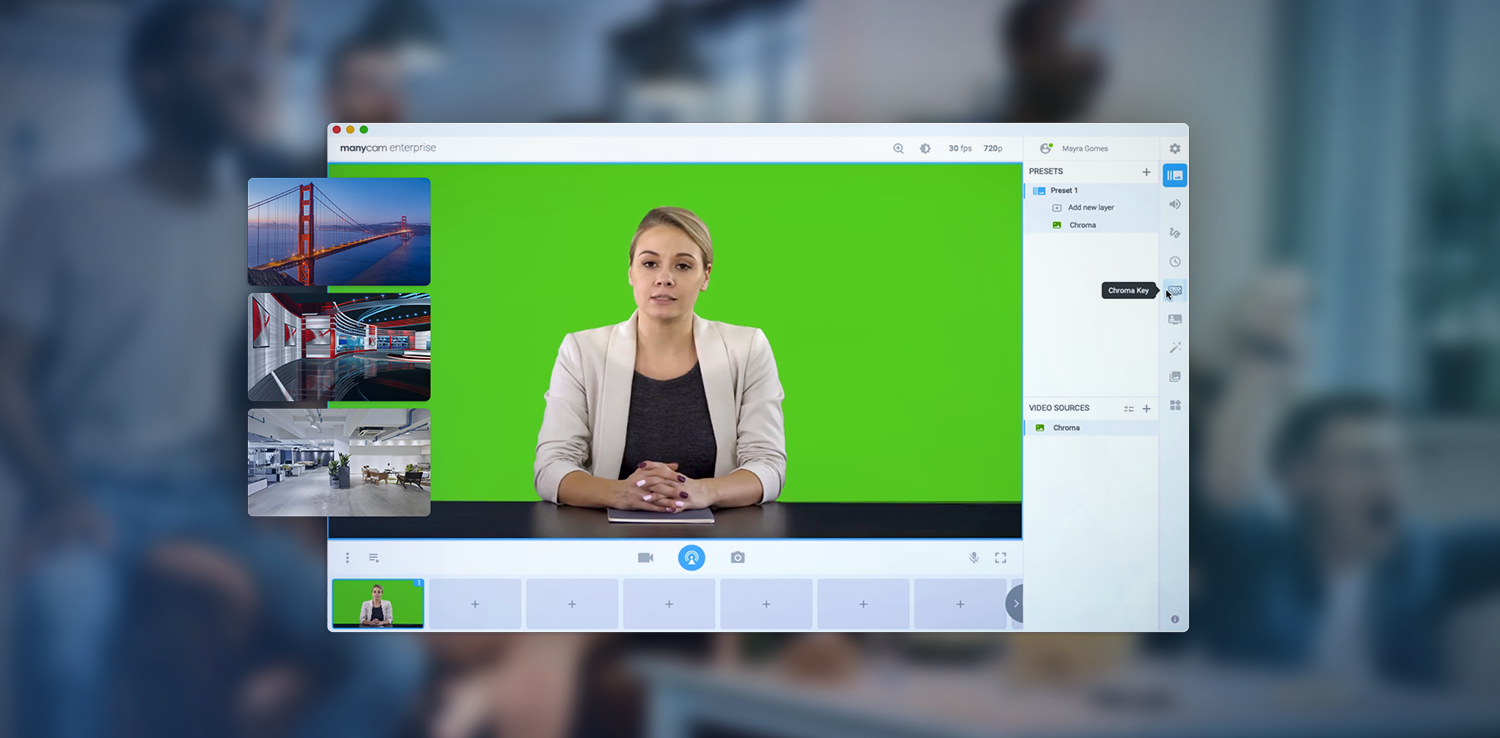 manycam enterprise
30 fps
720p
Mayra Gomes
PRESETS
Preset 1
Add new layer
Chroma
Chroma Key
VIDEO SOURCES
Chroma
1